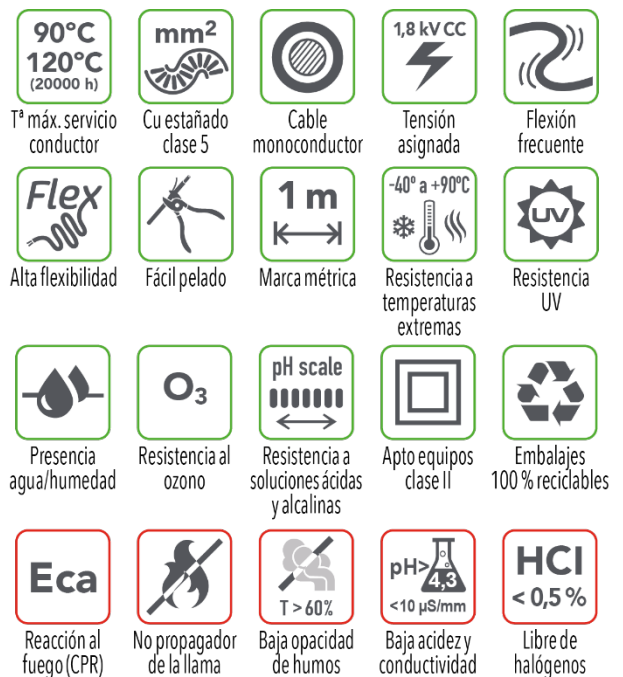 90°C
120°C
(20000 h)
Tª máx. servicio
conductor
mm²
Cu estañado
clase 5
Cable
monoconductor
1,8 kV CC
Tensión
asignada
Flexión
frecuente
Flex
Alta flexibilidad
Fácil pelado
1 m
Marca métrica
-40° a +90°C
Resistencia a
temperaturas
extremas
UV
Resistencia
UV
Presencia
agua/humedad
O₃
Resistencia al
ozono
pH scale
Resistencia a
soluciones ácidas
y alcalinas
Apto equipos
clase II
Embalajes
100 % reciclables
Eca
Reacción al
fuego (CPR)
No propagador
de la llama
T > 60%
Baja opacidad
de humos
pH> 4,3
<10 µS/mm
Baja acidez y
conductividad
HCl
< 0,5 %
Libre de
halógenos